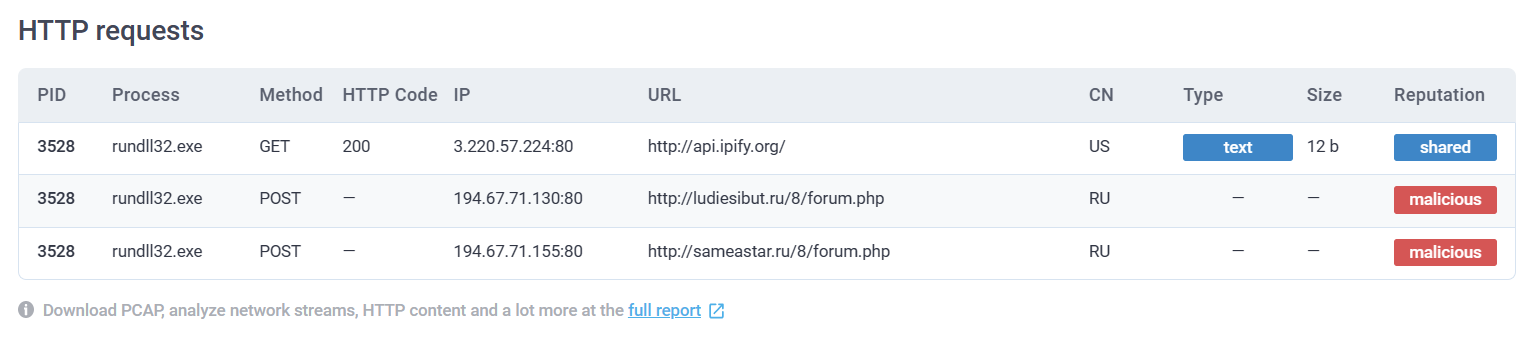 HTTP requests
PID Process Method HTTP Code IP URL CN Type Size Reputation
3528 rundll32.exe GET 200 3.220.57.224:80 http://api.ipify.org/ US text 12 b shared
3528 rundll32.exe POST — 194.67.71.130:80 http://ludiesibut.ru/8/forum.php RU — — malicious
3528 rundll32.exe POST — 194.67.71.155:80 http://sameastar.ru/8/forum.php RU — — malicious
Download PCAP, analyze network streams, HTTP content and a lot more at the full report